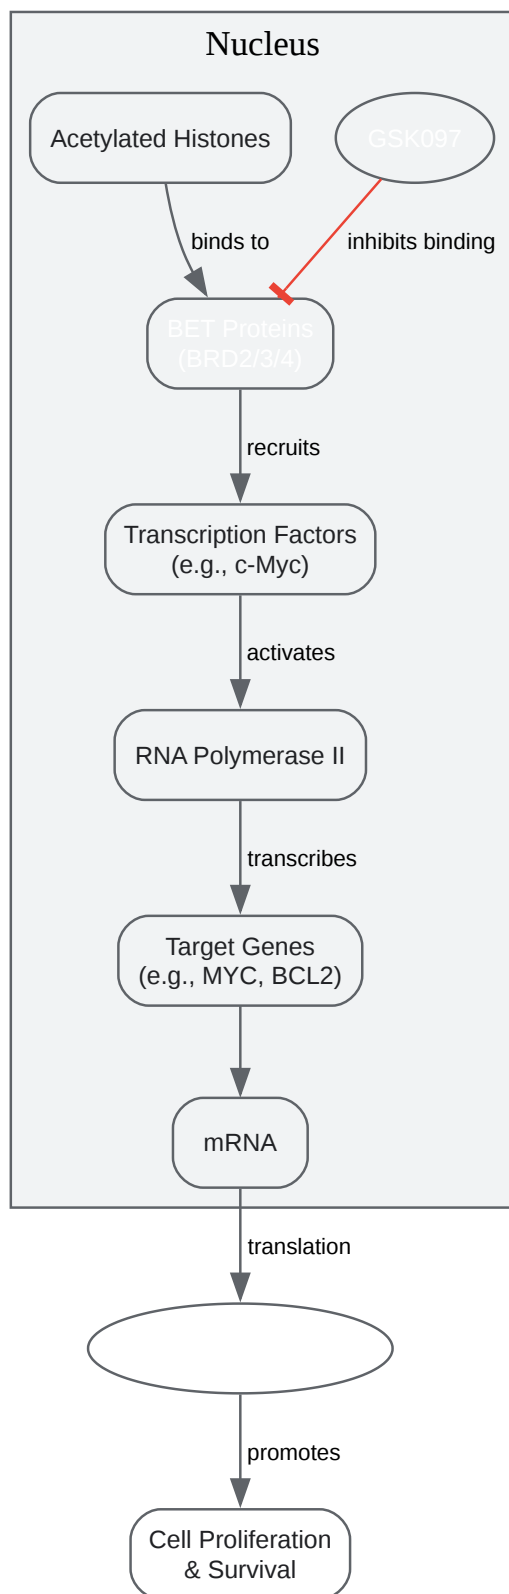 Nucleus
Acetylated Histones
GSK097
binds to
inhibits binding
BET Proteins
(BRD2/3/4)
recruits
Transcription Factors
(e.g., c-Myc)
activates
RNA Polymerase II
transcribes
Target Genes
(e.g., MYC, BCL2)
mRNA
translation
promotes
Cell Proliferation
& Survival